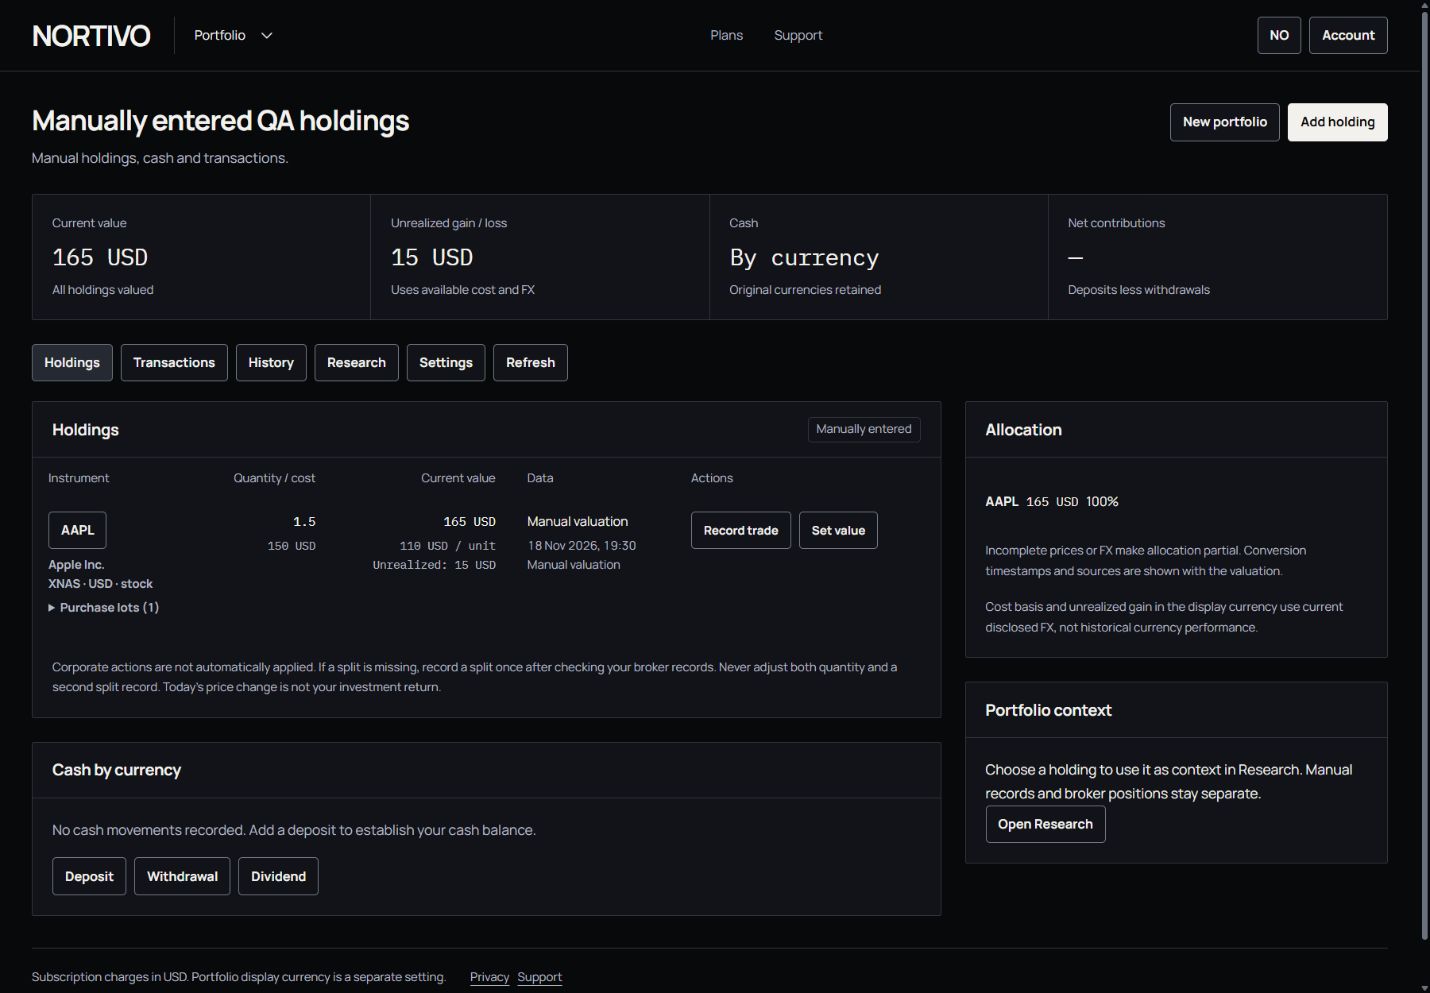 NORTIVO
Portfolio
Plans
Support
NO
Account
Manually entered QA holdings
Manual holdings, cash and transactions.
New portfolio
Add holding
Current value
165 USD
All holdings valued
Unrealized gain / loss
15 USD
Uses available cost and FX
Cash
By currency
Original currencies retained
Net contributions
—
Deposits less withdrawals
Holdings
Transactions
History
Research
Settings
Refresh
Holdings
Manually entered
Instrument
Quantity / cost
Current value
Data
Actions
AAPL
Apple Inc.
XNAS · USD · stock
Purchase lots (1)
1.5
150 USD
165 USD
110 USD / unit
Unrealized: 15 USD
Manual valuation
18 Nov 2026, 19:30
Manual valuation
Record trade
Set value
Corporate actions are not automatically applied. If a split is missing, record a split once after checking your broker records. Never adjust both quantity and a
second split record. Today's price change is not your investment return.
Allocation
AAPL 165 USD 100%
Incomplete prices or FX make allocation partial. Conversion
timestamps and sources are shown with the valuation.
Cost basis and unrealized gain in the display currency use current
disclosed FX, not historical currency performance.
Portfolio context
Choose a holding to use it as context in Research. Manual
records and broker positions stay separate.
Open Research
Cash by currency
No cash movements recorded. Add a deposit to establish your cash balance.
Deposit
Withdrawal
Dividend
Subscription charges in USD. Portfolio display currency is a separate setting.
Privacy
Support